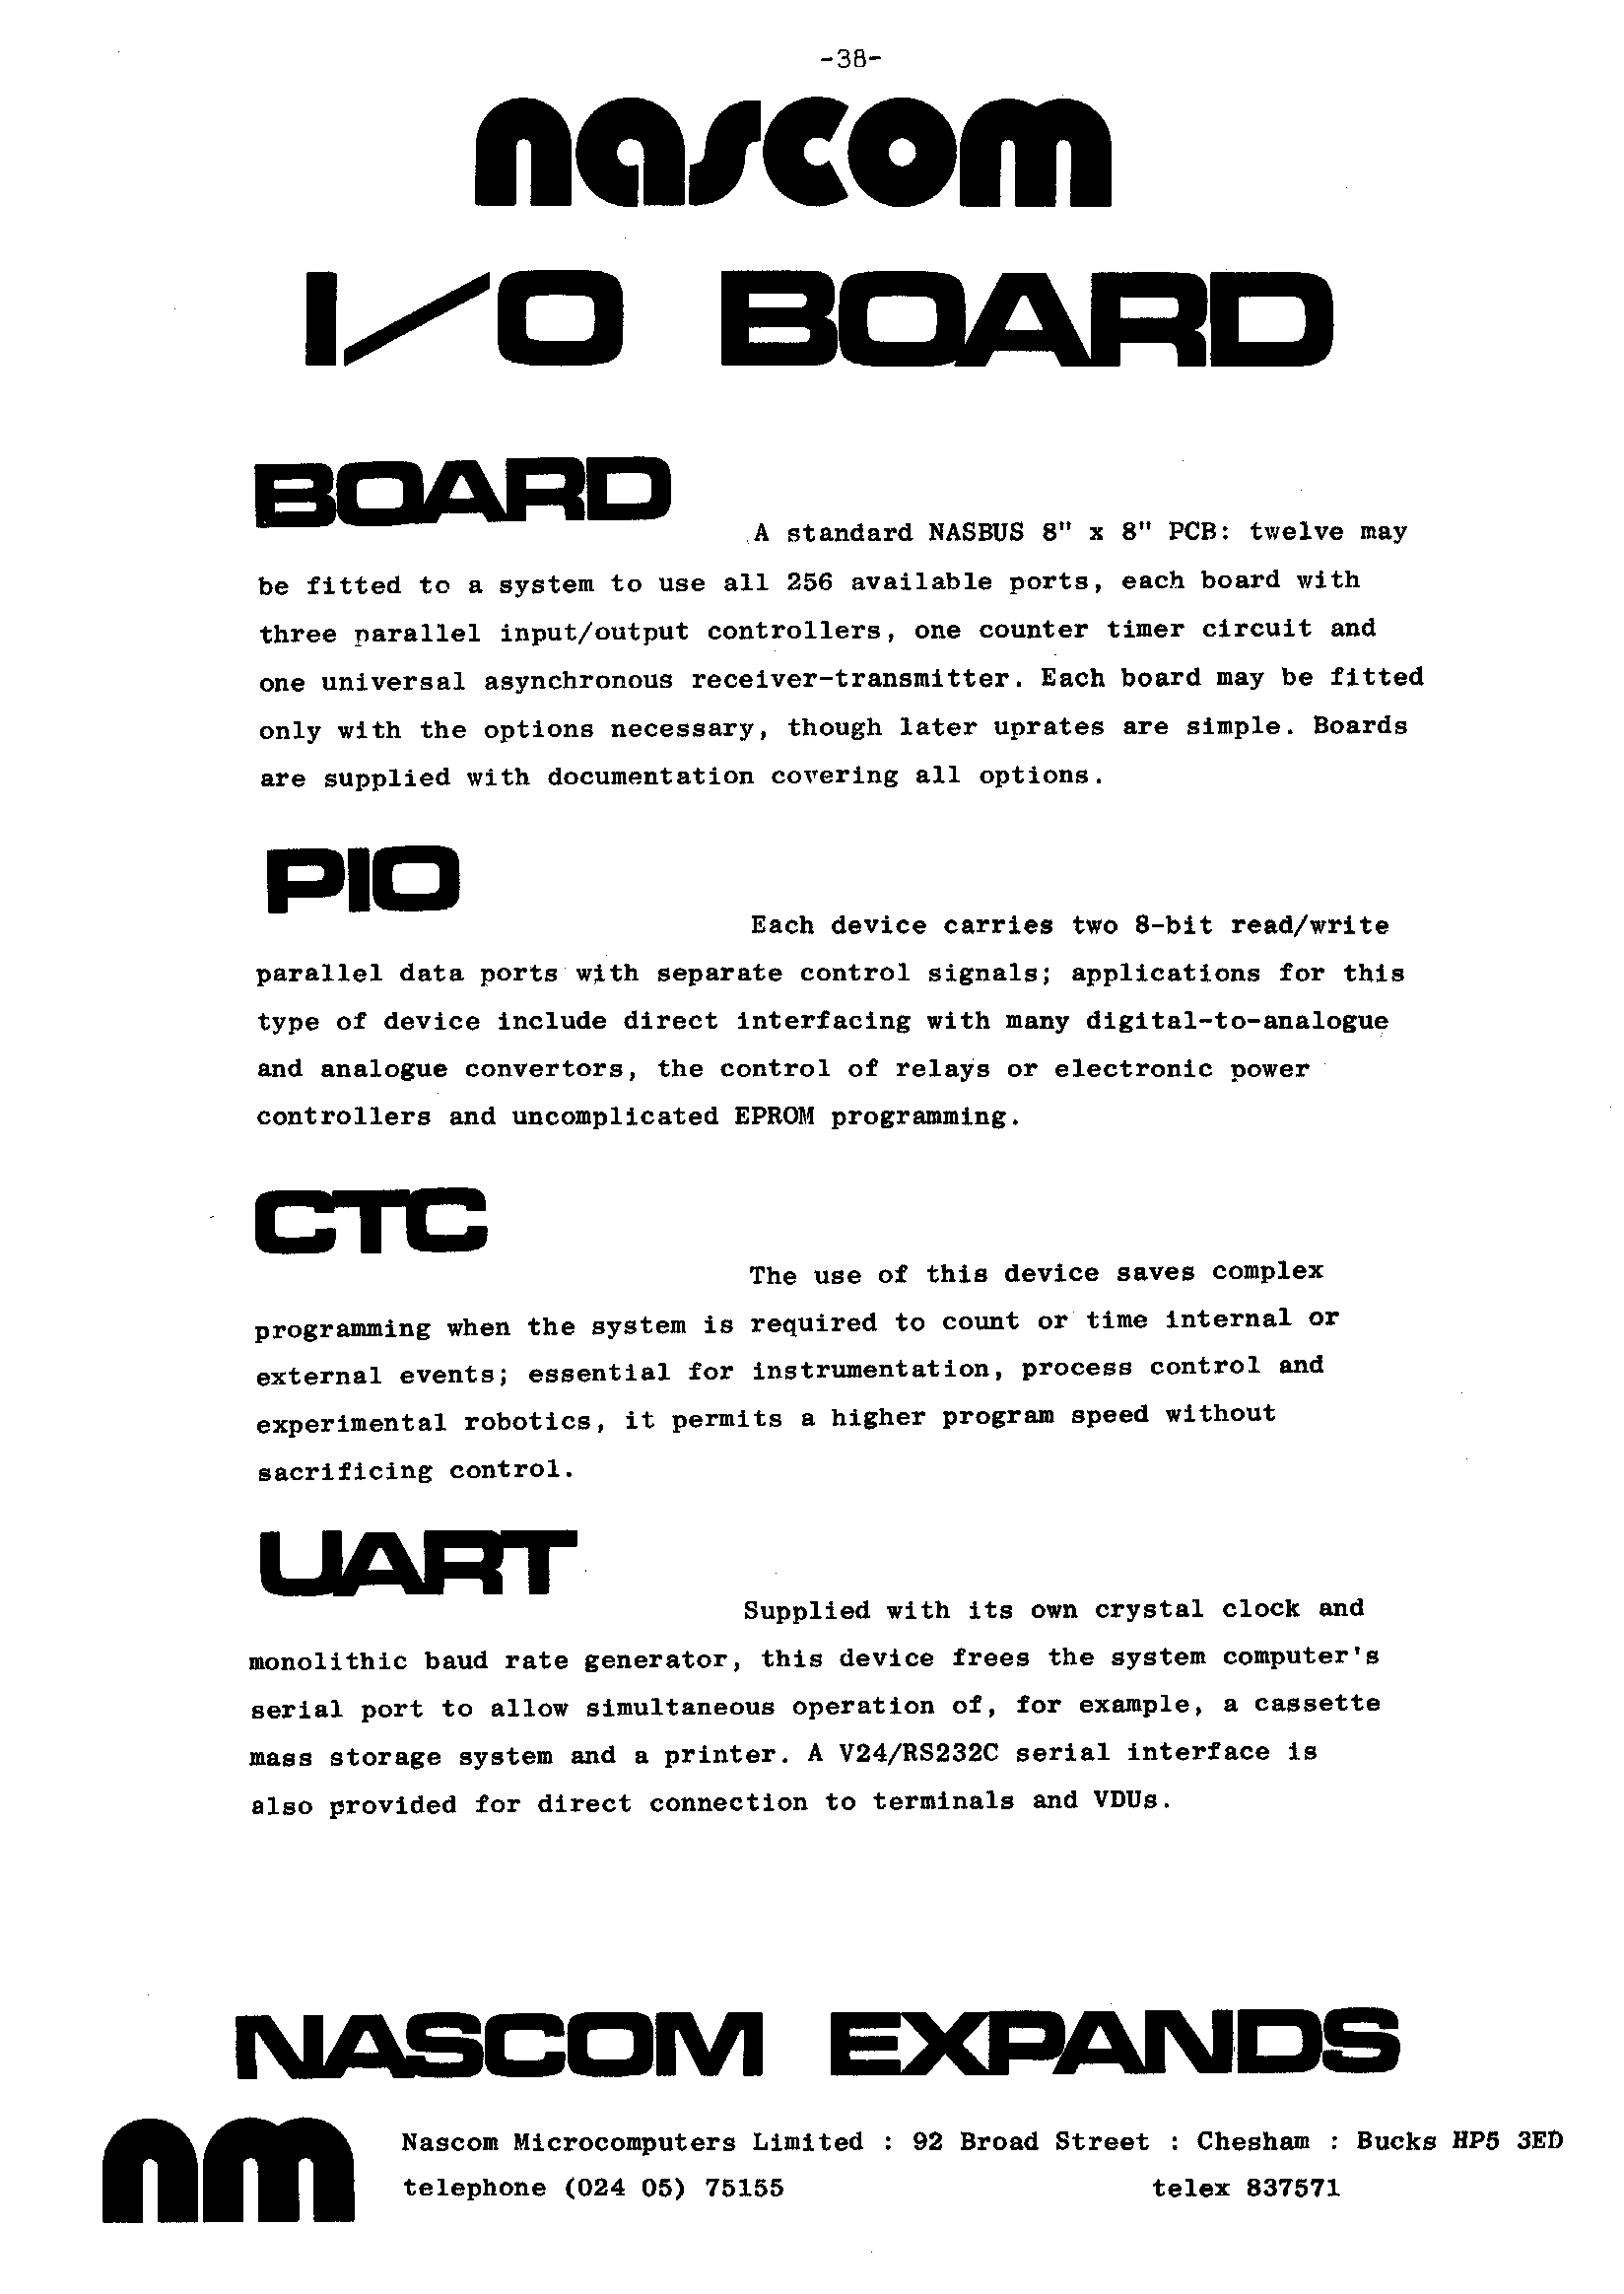 -38-
nascom
I/O BOARD
BOARD
A standard NASBUS 8" x 8" PCB: twelve may
be fitted to a system to use all 256 available ports, each board with
three parallel input/output controllers, one counter timer circuit and
one universal asynchronous receiver-transmitter. Each board may be fitted
only with the options necessary, though later uprates are simple. Boards
are supplied with documentation covering all options.
PIO
Each device carries two 8-bit read/write
parallel data ports with separate control signals; applications for this
type of device include direct interfacing with many digital-to-analogue
and analogue convertors, the control of relays or electronic power
controllers and uncomplicated EPROM programming.
CTC
The use of this device saves complex
programming when the system is required to count or time internal or
external events; essential for instrumentation, process control and
experimental robotics, it permits a higher program speed without
sacrificing control.
UART
Supplied with its own crystal clock and
monolithic baud rate generator, this device frees the system computer's
serial port to allow simultaneous operation of, for example, a cassette
mass storage system and a printer. A V24/RS232C serial interface is
also provided for direct connection to terminals and VDUs.
NASCOM EXPANDS
nm
Nascom Microcomputers Limited : 92 Broad Street : Chesham : Bucks HP5 3ED
telephone (024 05) 75155 telex 837571